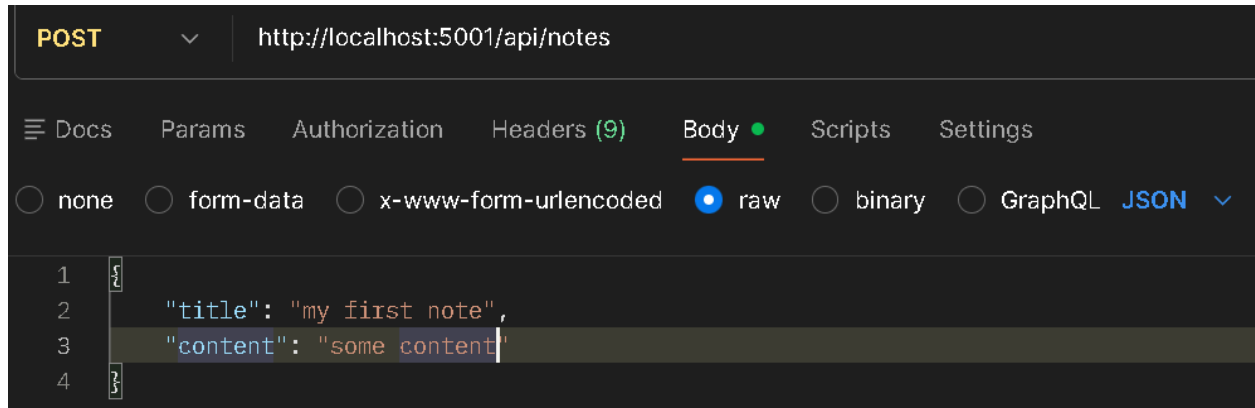 POST http://localhost:5001/api/notes
Docs Params Authorization Headers (9) Body Scripts Settings
none form-data x-www-form-urlencoded raw binary GraphQL JSON
1 {
2 "title": "my first note",
3 "content": "some content"
4 }